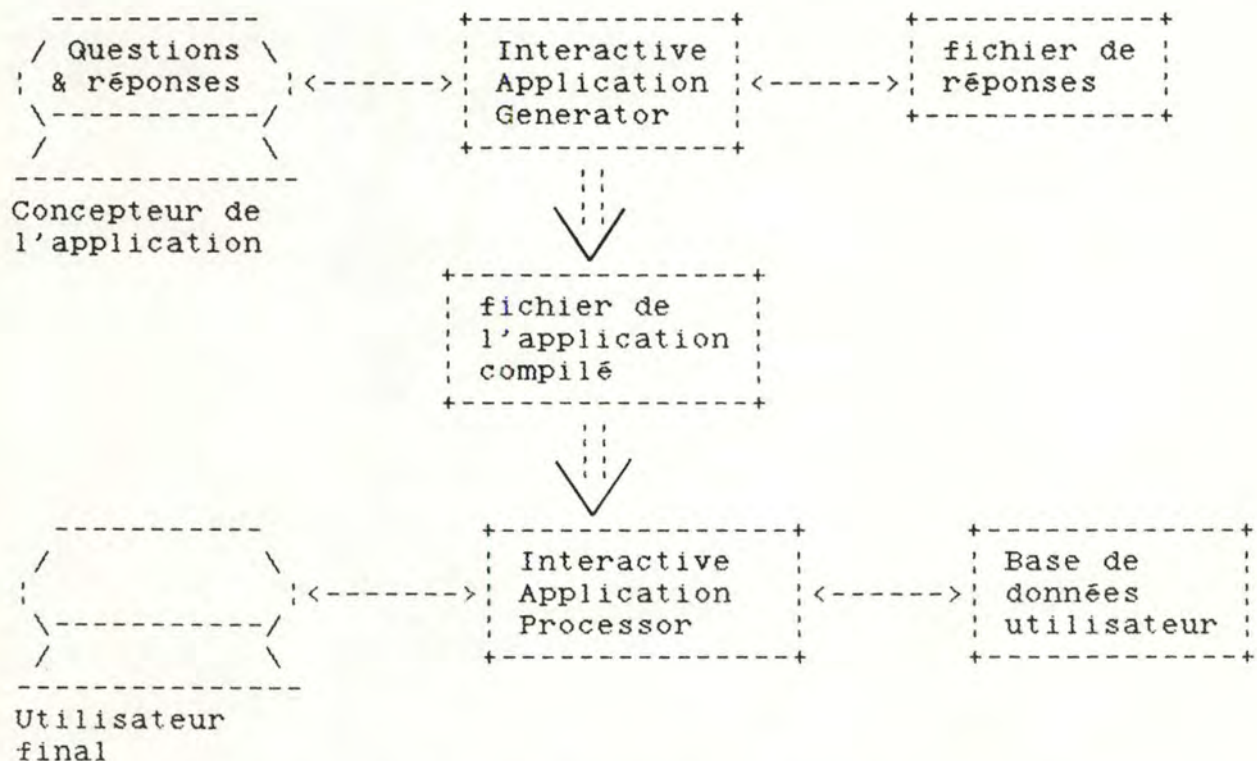 Questions
& réponses
Interactive
Application
Generator
fichier de
réponses
Concepteur de
l'application
fichier de
l'application
compilé
Interactive
Application
Processor
Base de
données
utilisateur
Utilisateur
final